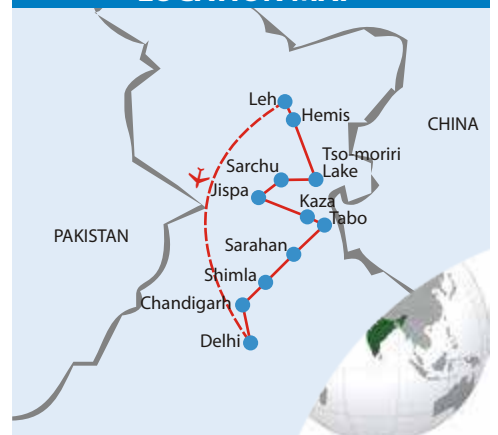 Leh
Hemis
CHINA
Tso-moriri
Lake
Sarchu
Jispa
Kaza
Tabo
PAKISTAN
Sarahan
Shimla
Chandigarh
Delhi